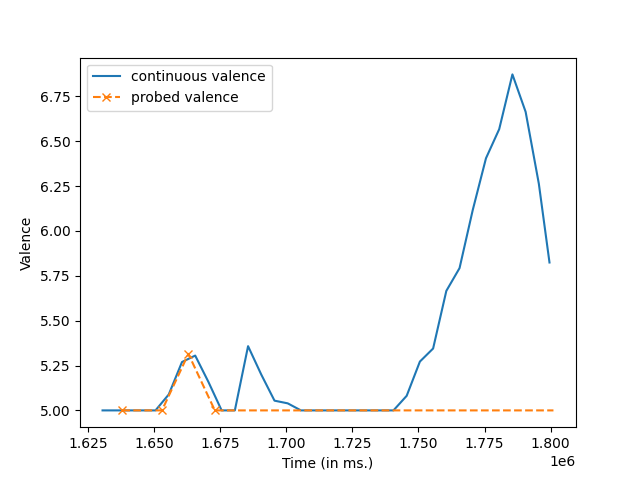 continuous valence
probed valence
6.75
6.50
6.25
6.00
5.75
5.50
5.25
5.00
Valence
1.625 1.650 1.675 1.700 1.725 1.750 1.775 1.800
Time (in ms.)
1e6